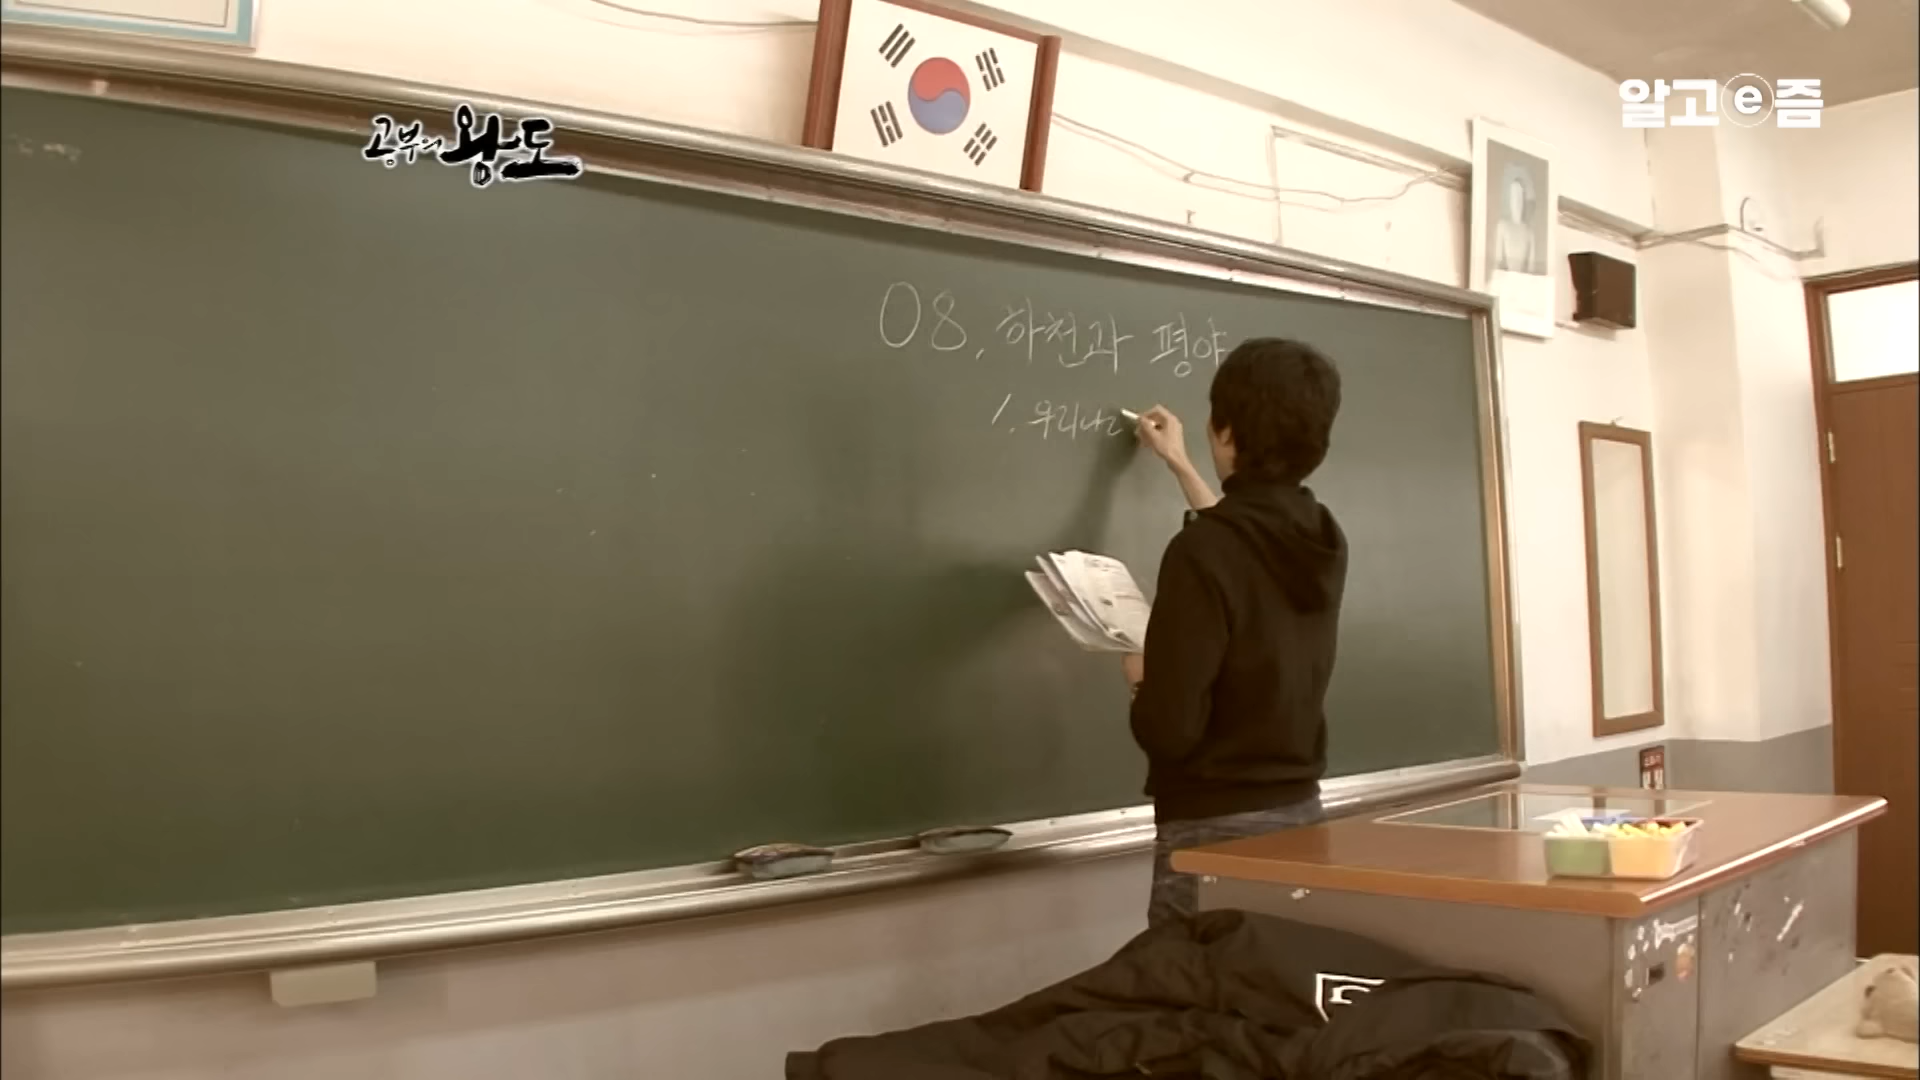 공부의 왕도
알고e즘
08. 하천과 평야
1. 우리나